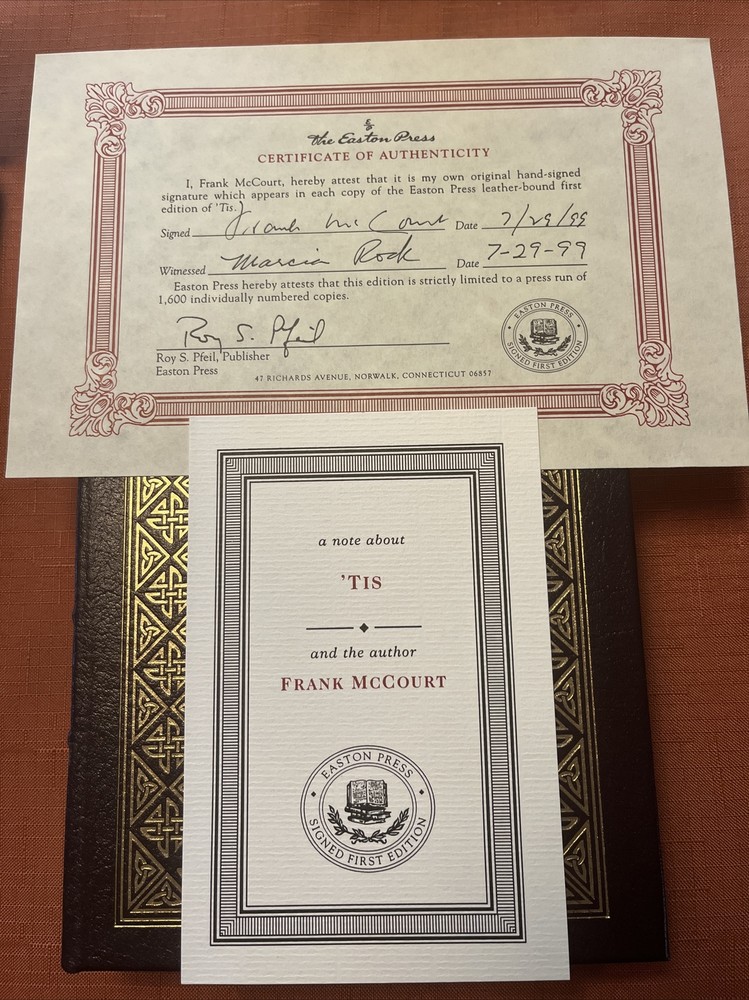 The Easton Press
CERTIFICATE OF AUTHENTICITY
I, Frank McCourt, hereby attest that it is my own original hand-signed
signature which appears in each copy of the Easton Press leather-bound first
edition of 'Tis.
Signed Frank McCourt Date 7/29/99
Witnessed Marcia Rock Date 7-29-99
Easton Press hereby attests that this edition is strictly limited to a press run of
1,600 individually numbered copies.
Roy S. Pfeil
Roy S. Pfeil, Publisher
Easton Press
47 RICHARDS AVENUE, NORWALK, CONNECTICUT 06857
EASTON PRESS
SIGNED FIRST EDITION
a note about
'TIS
and the author
FRANK MCCOURT
EASTON PRESS
SIGNED FIRST EDITION